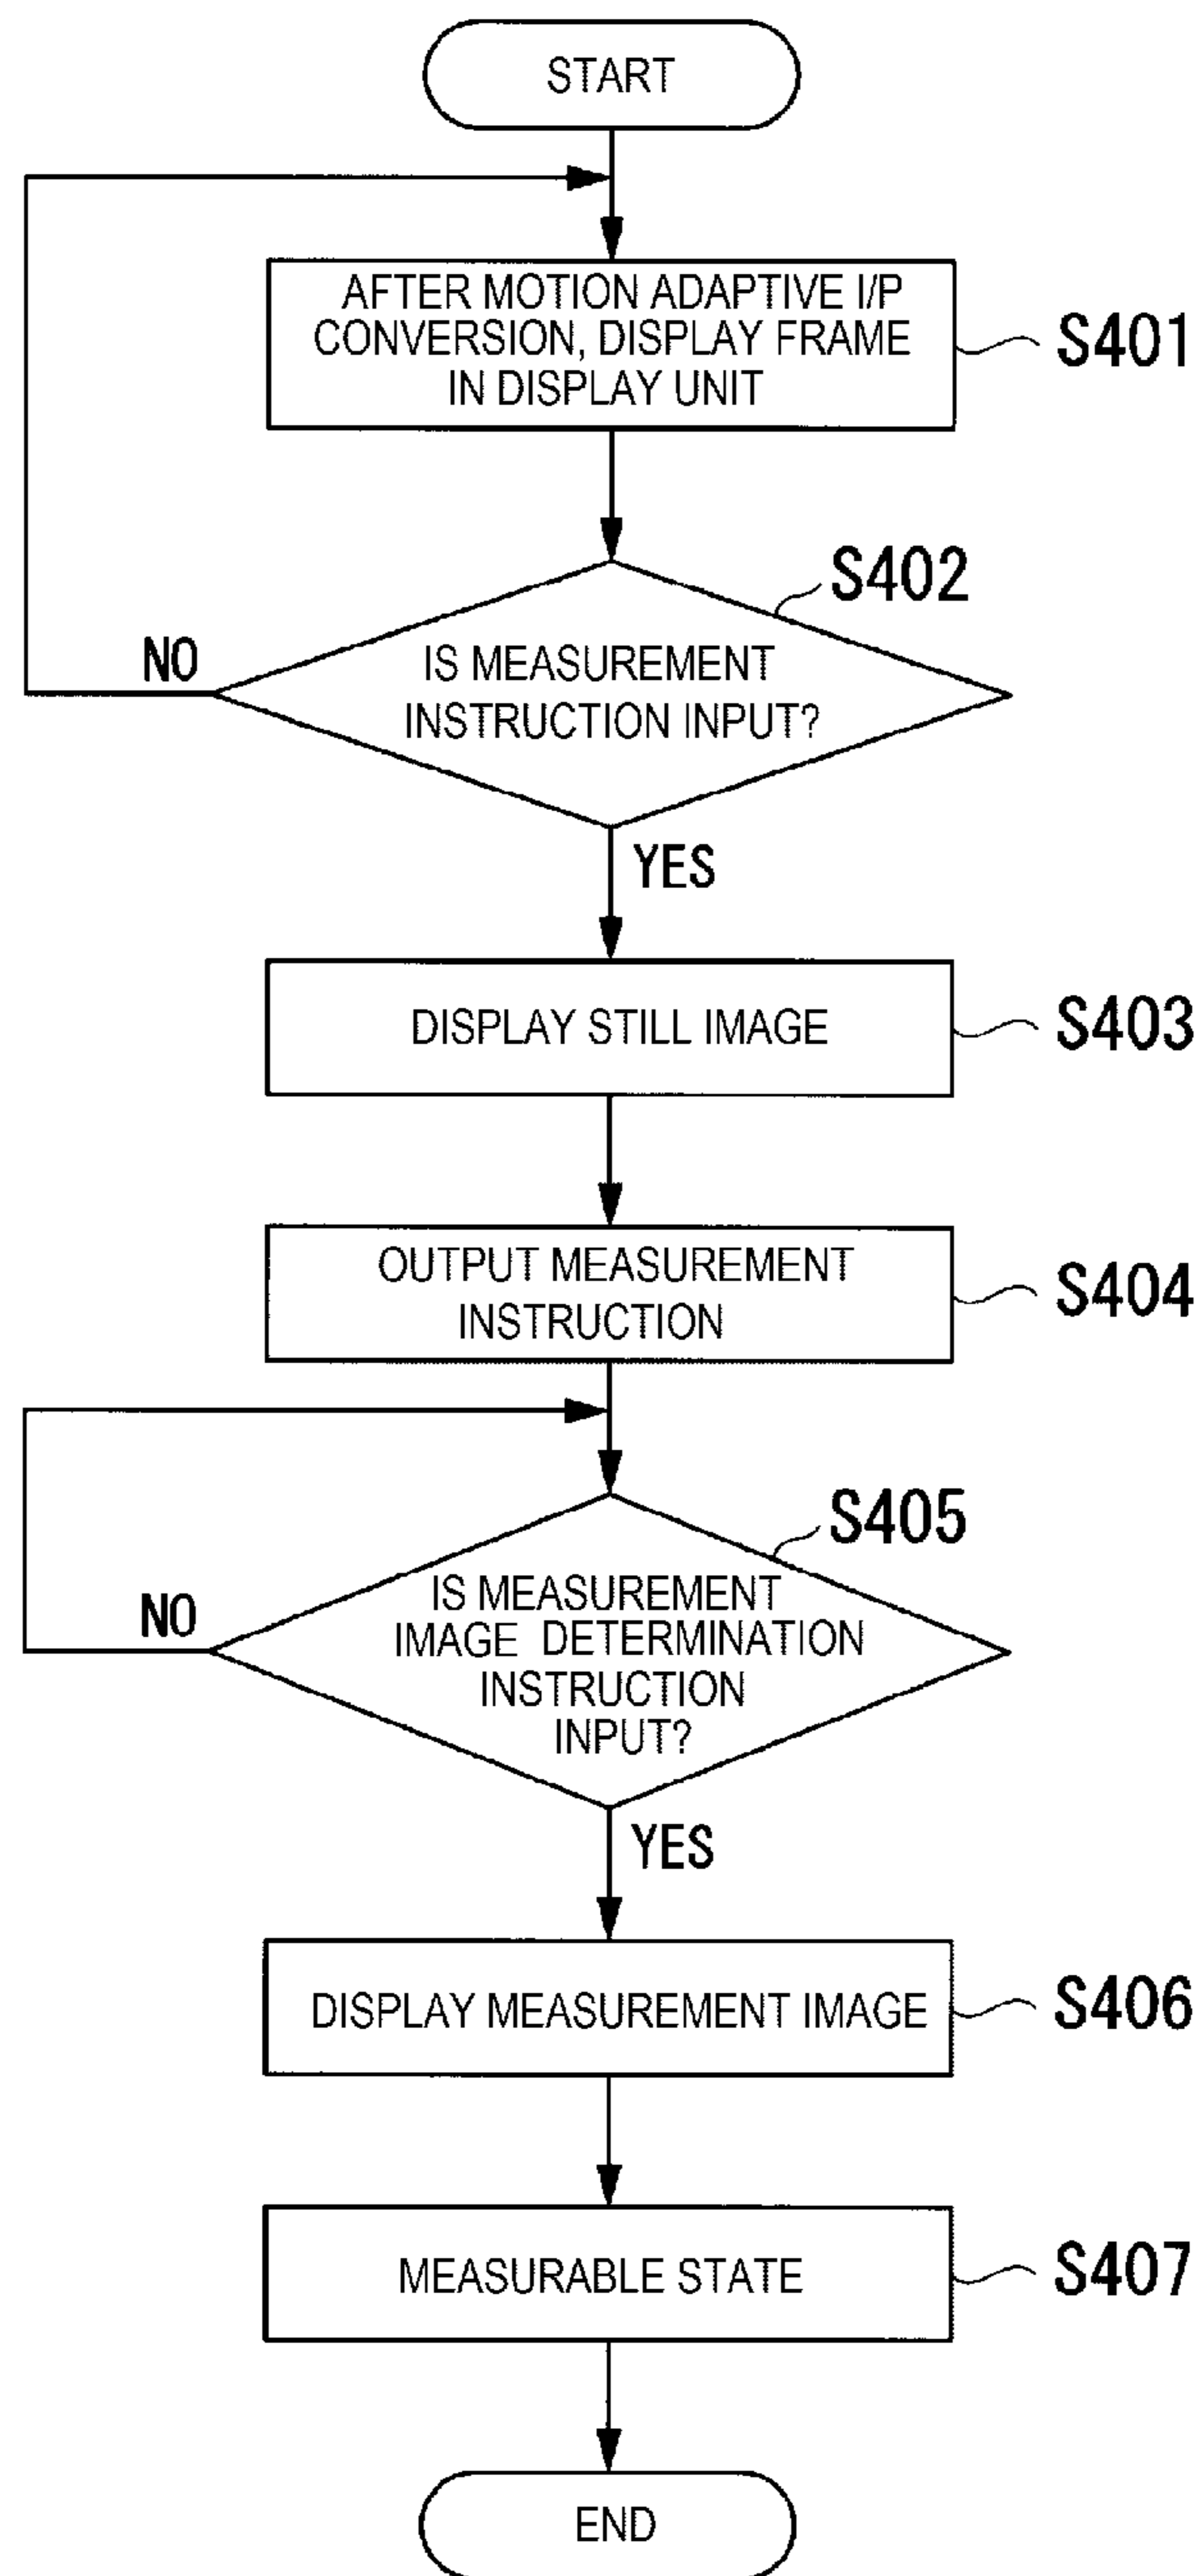 START
AFTER MOTION ADAPTIVE I/P
CONVERSION, DISPLAY FRAME
IN DISPLAY UNIT
S401
S402
IS MEASUREMENT
INSTRUCTION INPUT?
NO
YES
DISPLAY STILL IMAGE
S403
OUTPUT MEASUREMENT
INSTRUCTION
S404
S405
IS MEASUREMENT
IMAGE DETERMINATION
INSTRUCTION
INPUT?
NO
YES
DISPLAY MEASUREMENT IMAGE
S406
MEASURABLE STATE
S407
END